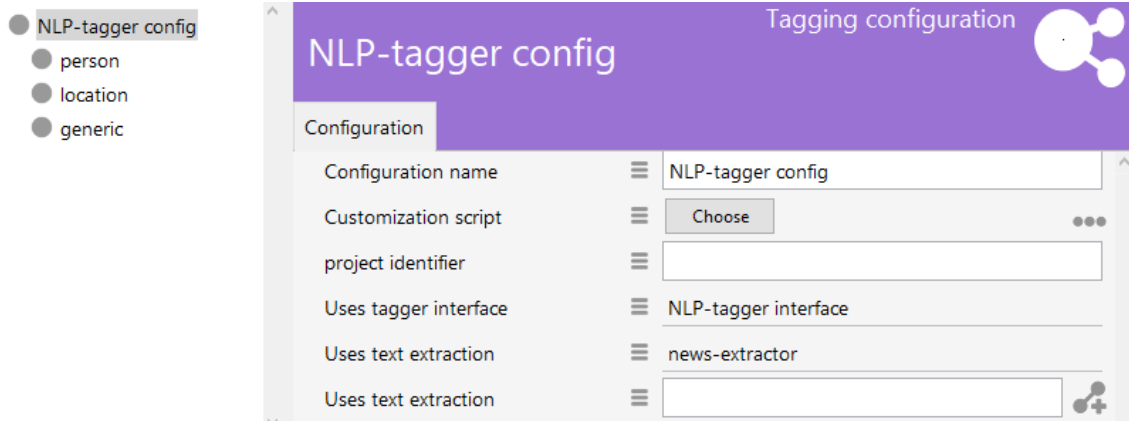 NLP-tagger config
person
location
generic
Tagging configuration
NLP-tagger config
Configuration
Configuration name NLP-tagger config
Customization script Choose
project identifier
Uses tagger interface NLP-tagger interface
Uses text extraction news-extractor
Uses text extraction